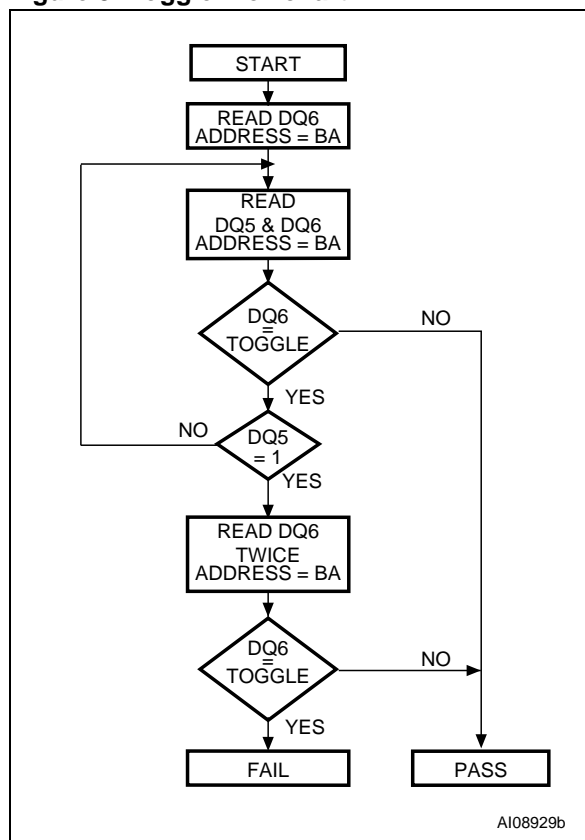 START
READ DQ6
ADDRESS = BA
READ
DQ5 & DQ6
ADDRESS = BA
DQ6
=
TOGGLE
NO
YES
NO
DQ5
= 1
YES
READ DQ6
TWICE
ADDRESS = BA
DQ6
=
TOGGLE
NO
YES
FAIL
PASS
AI08929b